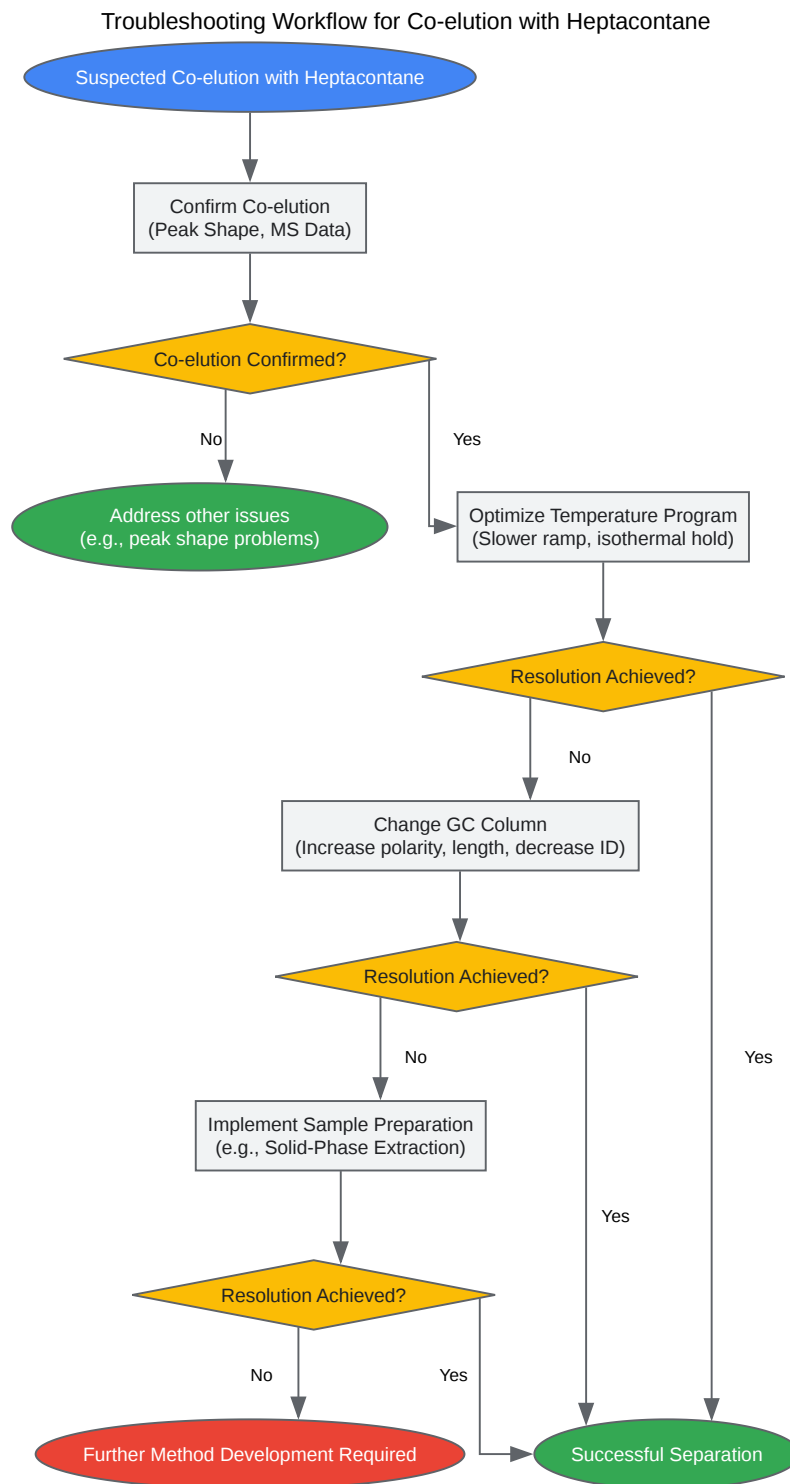 Troubleshooting Workflow for Co-elution with Heptacontane
Suspected Co-elution with Heptacontane
Confirm Co-elution
(Peak Shape, MS Data)
Co-elution Confirmed?
No
Yes
Address other issues
(e.g., peak shape problems)
Optimize Temperature Program
(Slower ramp, isothermal hold)
Resolution Achieved?
No
Change GC Column
(Increase polarity, length, decrease ID)
Resolution Achieved?
No
Yes
Implement Sample Preparation
(e.g., Solid-Phase Extraction)
Yes
Resolution Achieved?
No
Yes
Further Method Development Required
Successful Separation